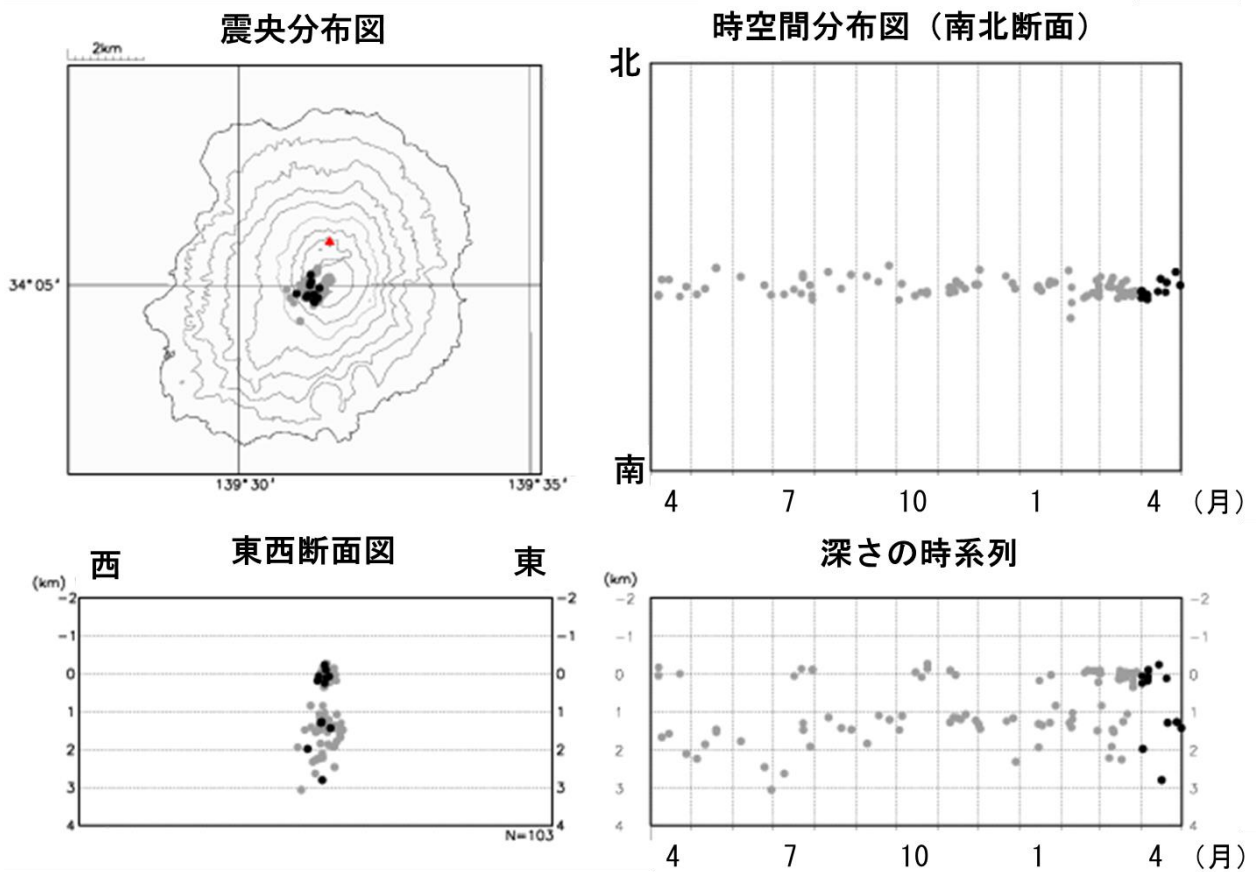 震央分布図
2km
34°05'
139°30'
139°35'
時空間分布図（南北断面）
北
南
4 7 10 1 4 （月）
東西断面図
西 東
(km)
-2 -2
-1 -1
0 0
1 1
2 2
3 3
4 4
N=103
深さの時系列
(km)
-2 -2
-1 -1
0 0
1 1
2 2
3 3
4 4
4 7 10 1 4 （月）